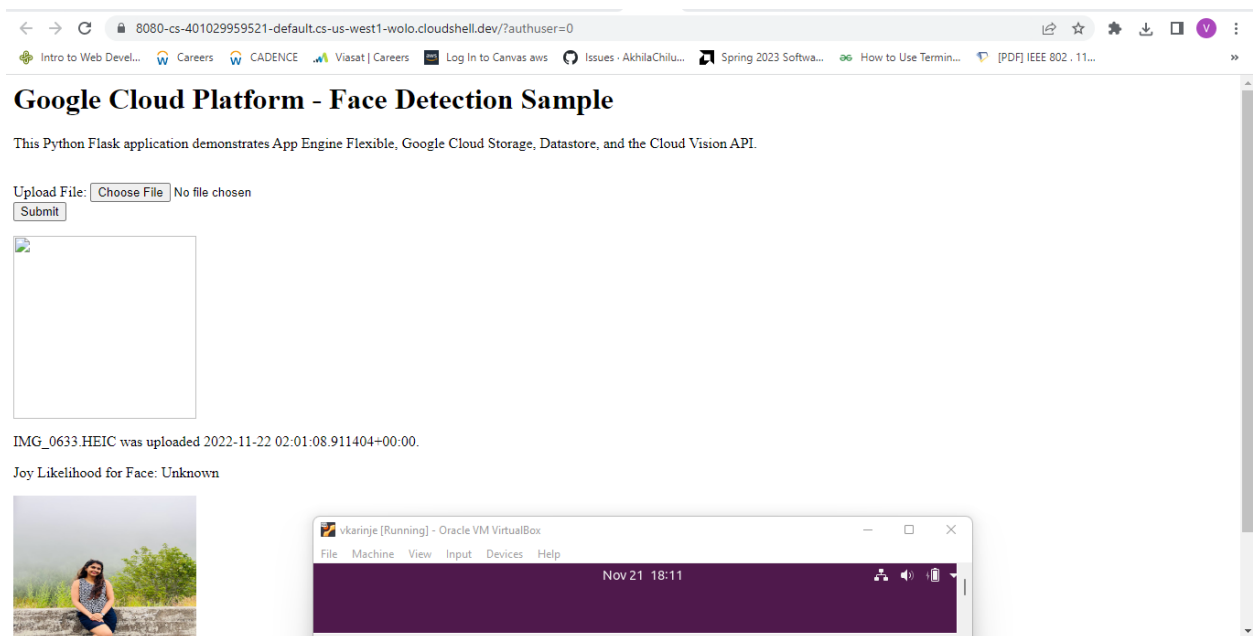 8080-cs-401029959521-default.cs-us-west1-wolo.cloudshell.dev/?authuser=0
V
Intro to Web Devel... Careers CADENCE Viasat | Careers aws Log In to Canvas aws Issues · AkhilaChilu... Spring 2023 Softwa... How to Use Termin... [PDF] IEEE 802 . 11... »
Google Cloud Platform - Face Detection Sample
This Python Flask application demonstrates App Engine Flexible, Google Cloud Storage, Datastore, and the Cloud Vision API.
Upload File: Choose File No file chosen
Submit
IMG_0633.HEIC was uploaded 2022-11-22 02:01:08.911404+00:00.
Joy Likelihood for Face: Unknown
vkarinje [Running] - Oracle VM VirtualBox
File Machine View Input Devices Help
Nov 21 18:11